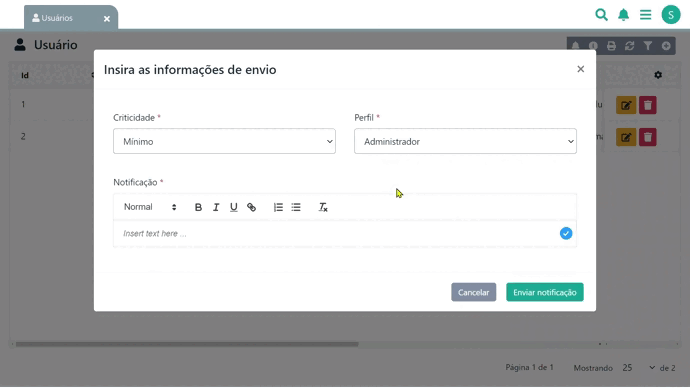 Usuários
S
Usuário
Insira as informações de envio
Id
Criticidade *
Perfil *
Mínimo
Administrador
1
2
Notificação *
Normal
B I U
Insert text here ...
Cancelar
Enviar notificação
Página 1 de 1
Mostrando 25 de 2